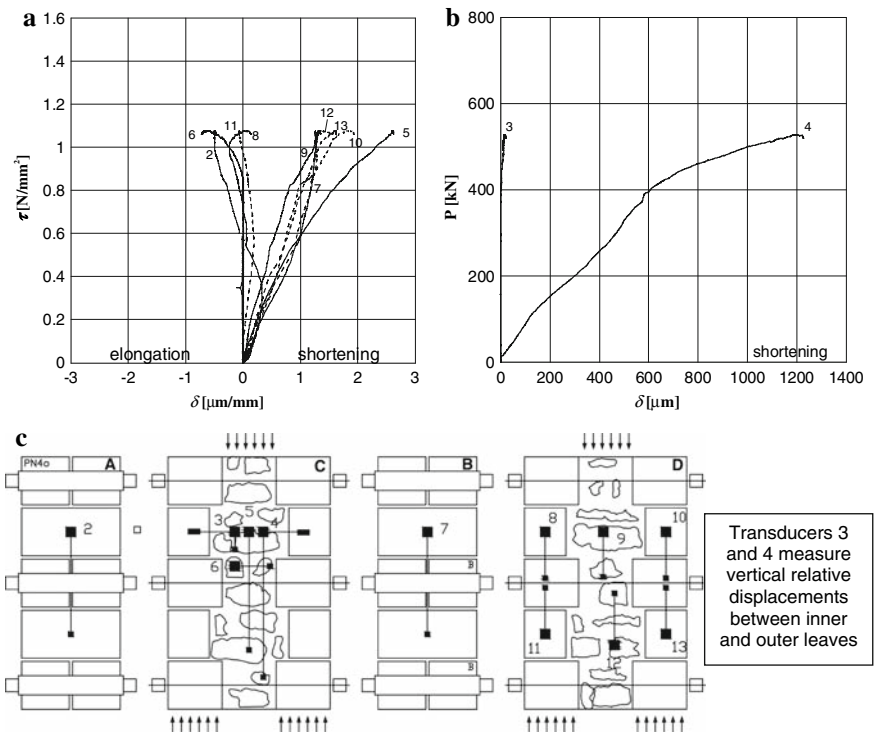 a
1.6
1.4
1.2
1
0.8
0.6
0.4
0.2
0
τ [N/mm²]
6
2
11
8
9
12
13
10
7
5
elongation
shortening
-3
-2
-1
0
1
2
3
δ [μm/mm]
b
800
600
400
200
0
P [kN]
3
4
shortening
0
200
400
600
800
1000
1200
1400
δ [μm]
c
PN4o
A
2
C
3
5
4
6
B
7
B
B
D
8
9
10
11
12
13
Transducers 3
and 4 measure
vertical relative
displacements
between inner
and outer leaves